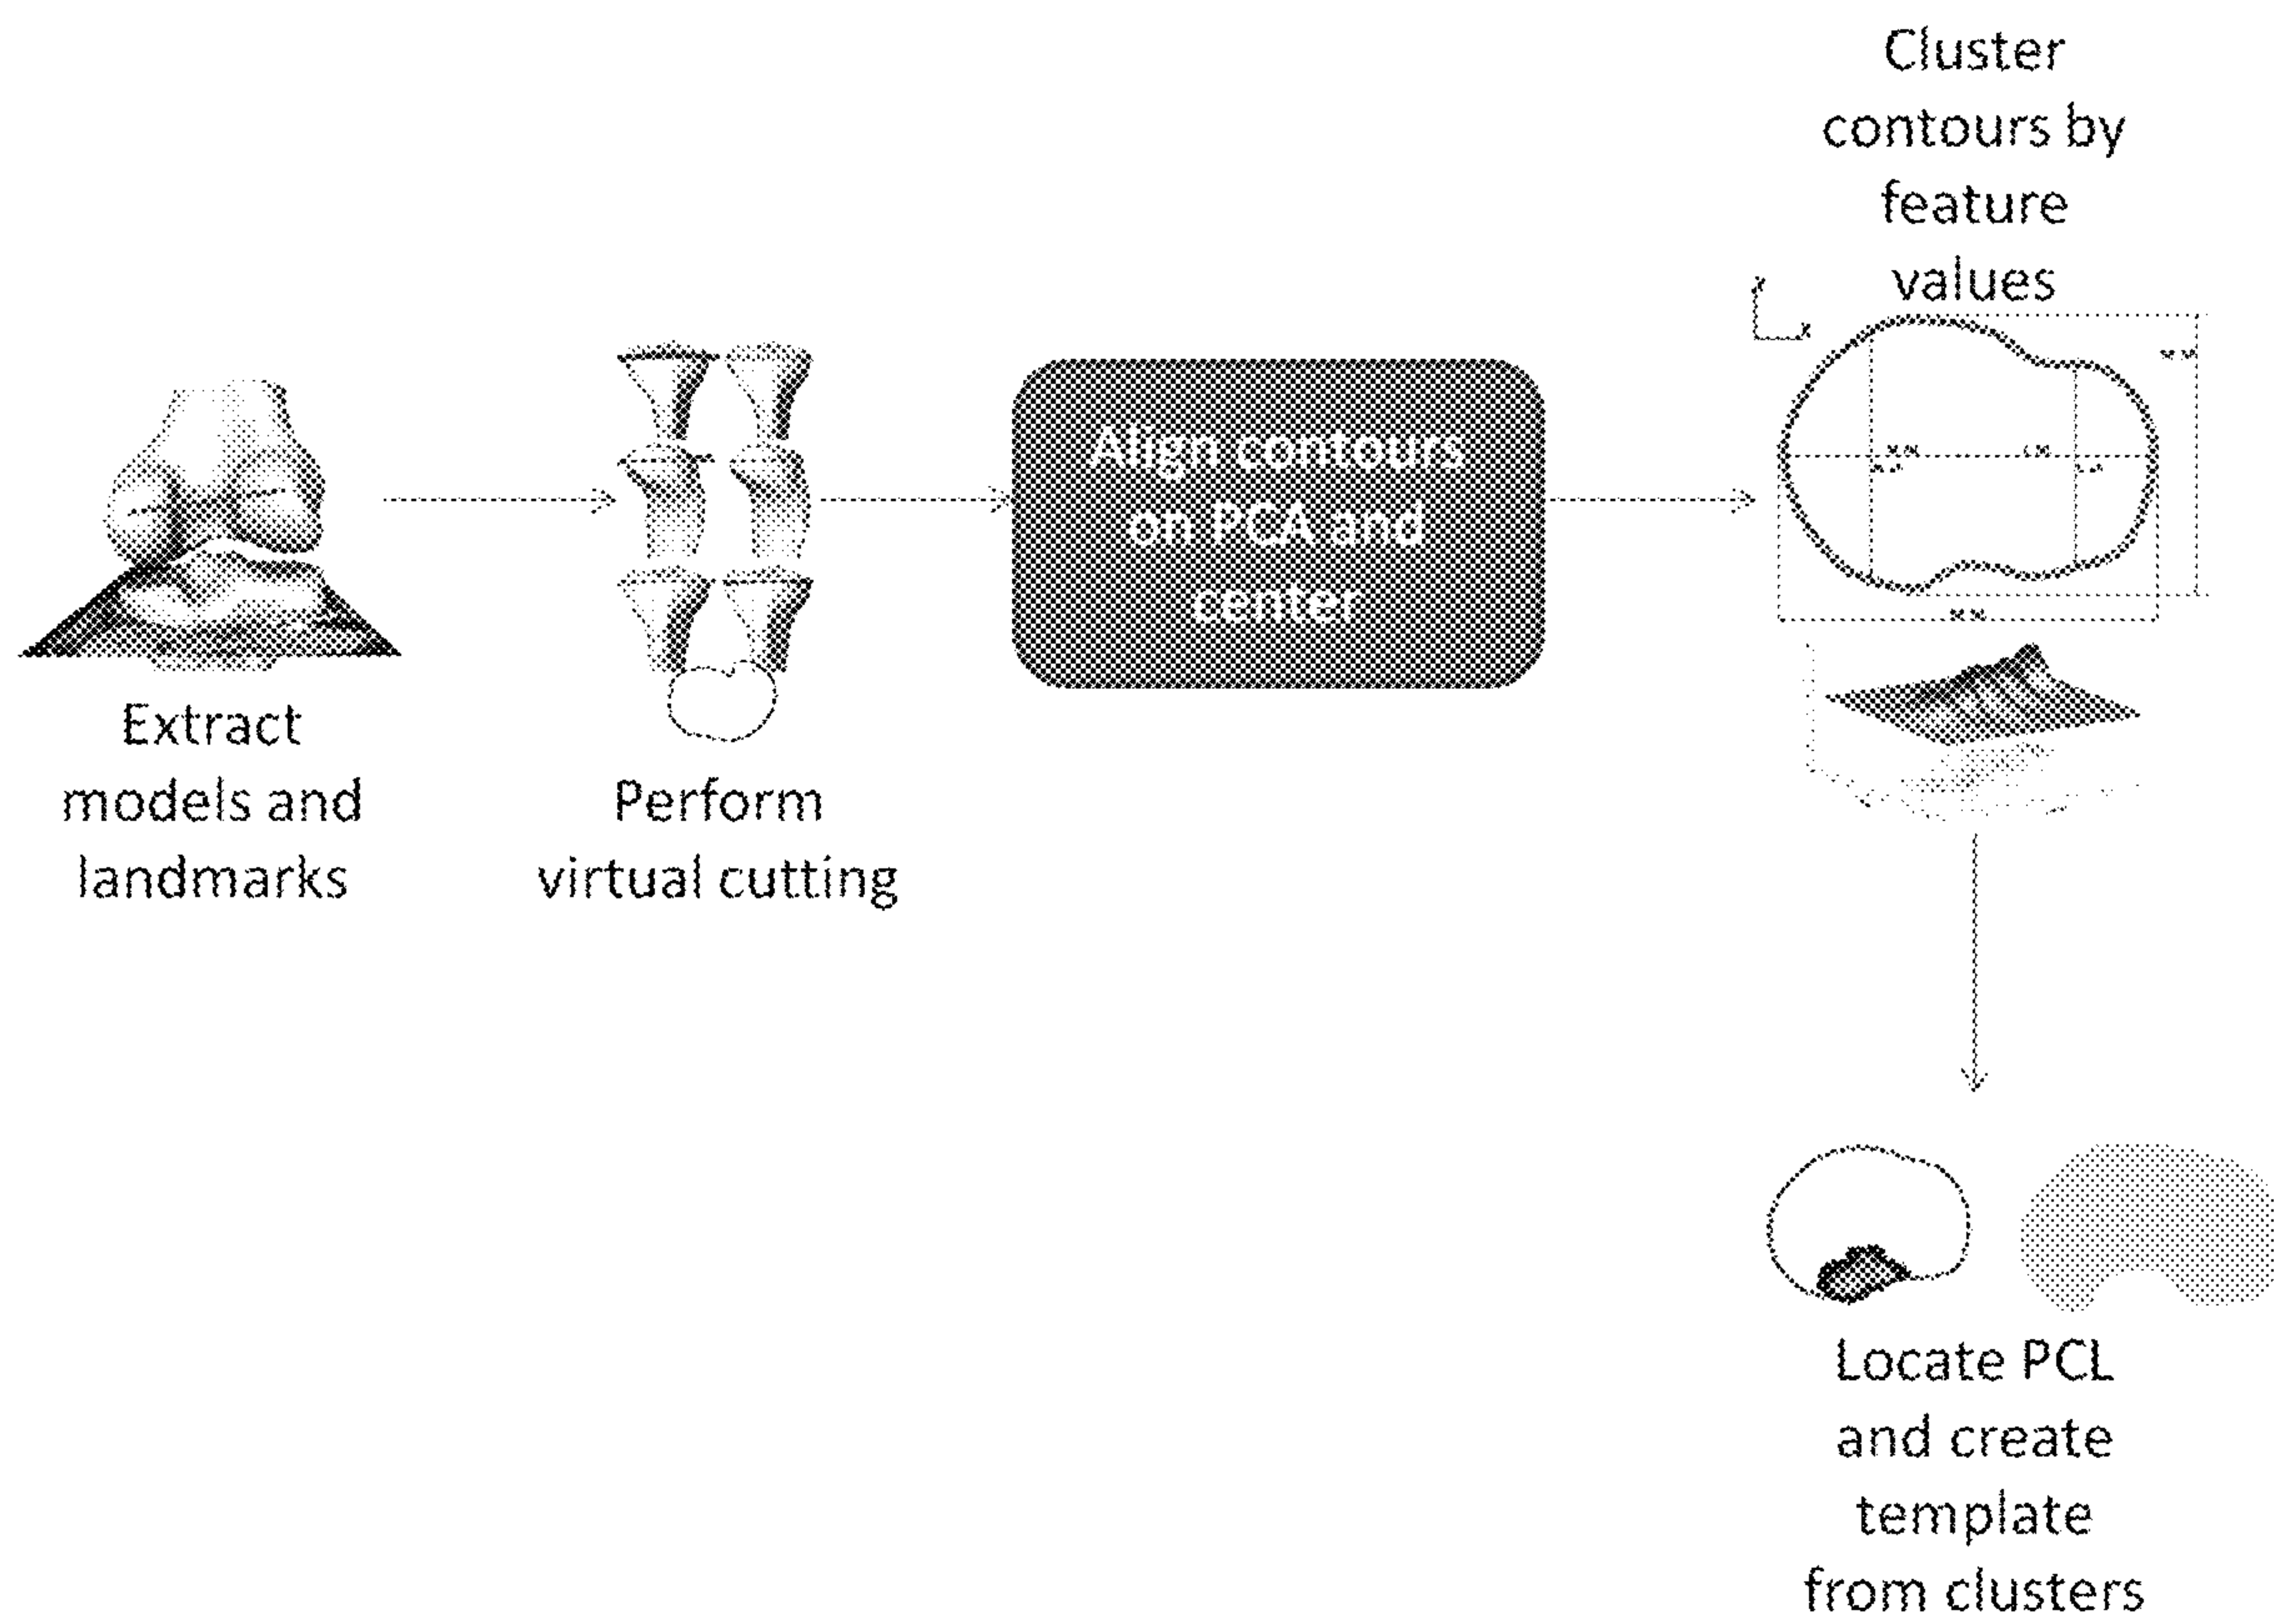 Extract
models and
landmarks
Perform
virtual cutting
Align contours
on PCA and
center
Cluster
contours by
feature
values
Locate PCL
and create
template
from clusters